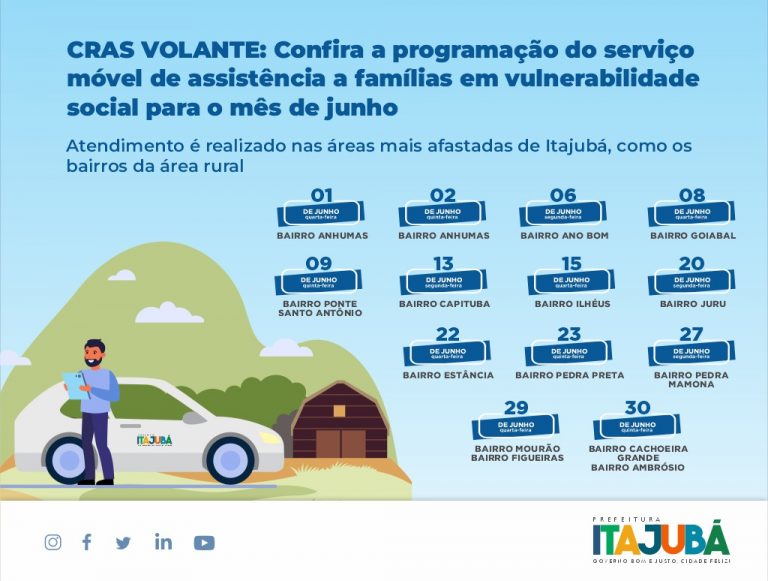 CRAS VOLANTE: Confira a programação do serviço
móvel de assistência a famílias em vulnerabilidade
social para o mês de junho
Atendimento é realizado nas áreas mais afastadas de Itajubá, como os
bairros da área rural
01
DE JUNHO
quarta-feira
BAIRRO ANHUMAS
02
DE JUNHO
quinta-feira
BAIRRO ANHUMAS
06
DE JUNHO
segunda-feira
BAIRRO ANO BOM
08
DE JUNHO
quarta-feira
BAIRRO GOIABAL
09
DE JUNHO
quinta-feira
BAIRRO PONTE
SANTO ANTÔNIO
13
DE JUNHO
segunda-feira
BAIRRO CAPITUBA
15
DE JUNHO
quarta-feira
BAIRRO ILHÉUS
20
DE JUNHO
segunda-feira
BAIRRO JURU
22
DE JUNHO
quarta-feira
BAIRRO ESTÂNCIA
23
DE JUNHO
quinta-feira
BAIRRO PEDRA PRETA
27
DE JUNHO
segunda-feira
BAIRRO PEDRA
MAMONA
29
DE JUNHO
quarta-feira
BAIRRO MOURÃO
BAIRRO FIGUEIRAS
30
DE JUNHO
quinta-feira
BAIRRO CACHOEIRA
GRANDE
BAIRRO AMBRÓSIO
ITAJUBÁ
PREFEITURA
ITAJUBÁ
GOVERNO BOM E JUSTO, CIDADE FELIZ!